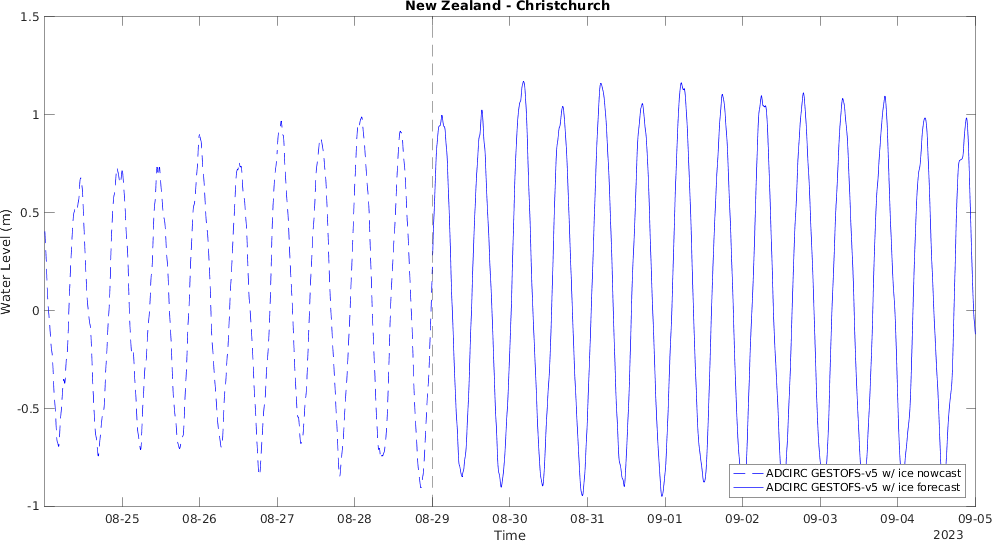 New Zealand - Christchurch
1.5
1
0.5
0
-0.5
-1
Water Level (m)
08-25 08-26 08-27 08-28 08-29 08-30 08-31 09-01 09-02 09-03 09-04 09-05
Time
2023
ADCIRC GESTOFS-v5 w/ ice nowcast
ADCIRC GESTOFS-v5 w/ ice forecast